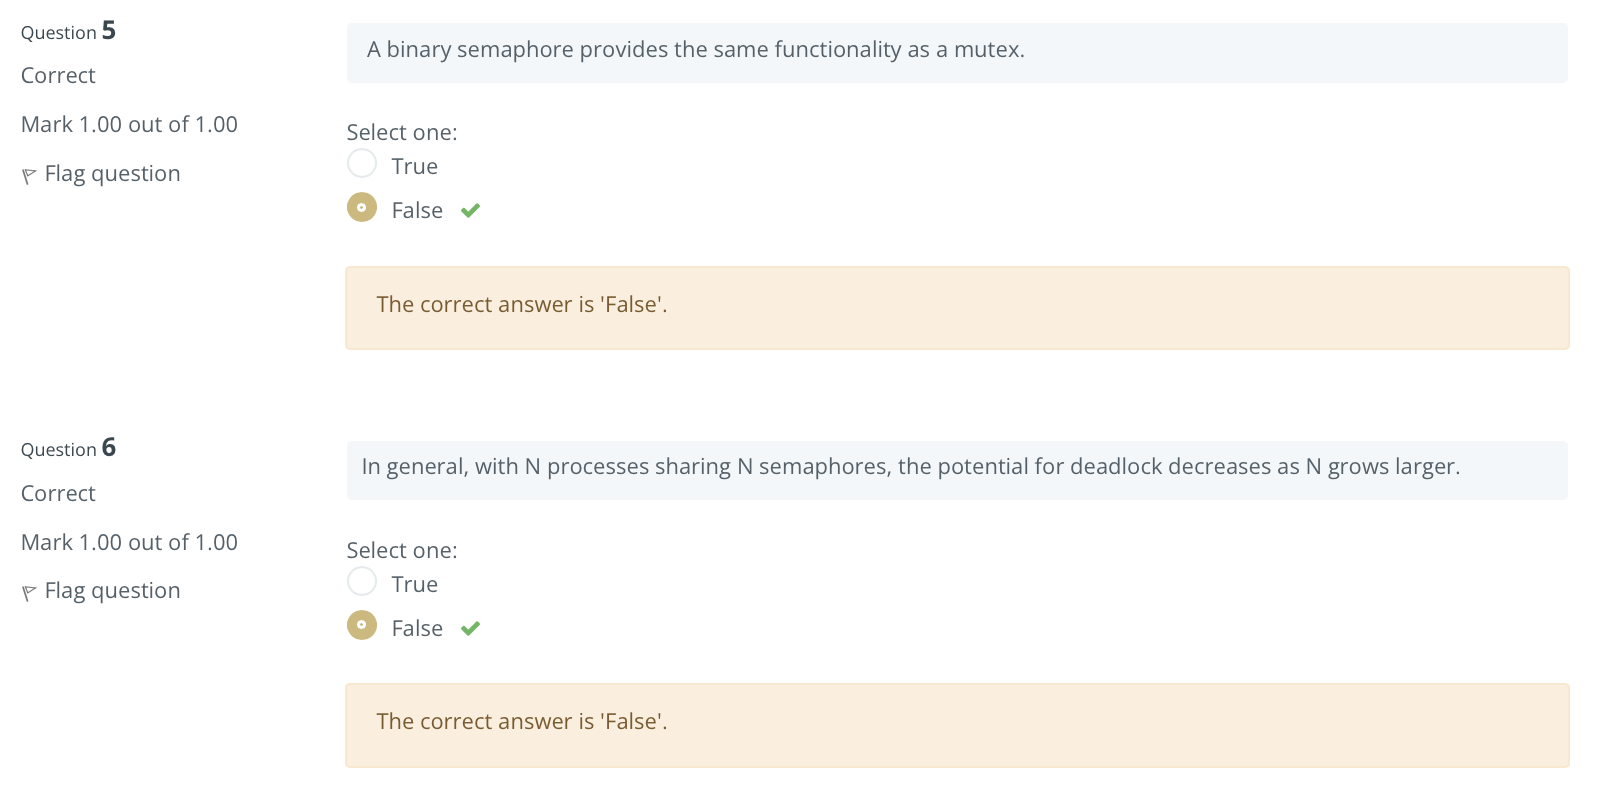 Question 5
Correct
Mark 1.00 out of 1.00
Flag question
A binary semaphore provides the same functionality as a mutex.
Select one:
True
False
The correct answer is 'False'.
Question 6
Correct
Mark 1.00 out of 1.00
Flag question
In general, with N processes sharing N semaphores, the potential for deadlock decreases as N grows larger.
Select one:
True
False
The correct answer is 'False'.